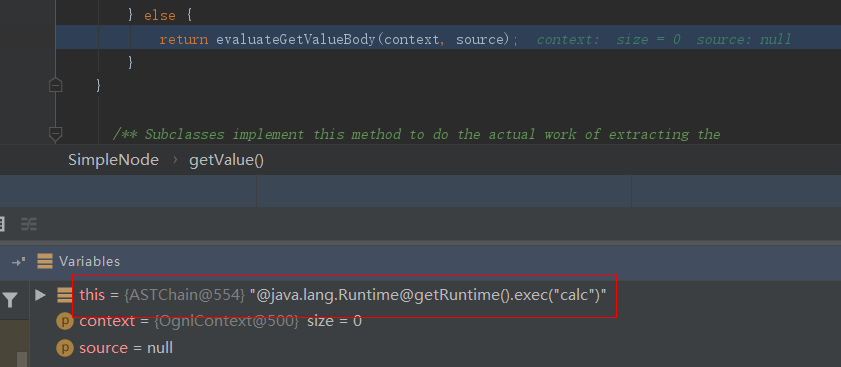 } else {
return evaluateGetValueBody(context, source);   context:  size = 0  source: null
}
}
/** Subclasses implement this method to do the actual work of extracting the
SimpleNode › getValue()
Variables
this = {ASTChain@554} "@java.lang.Runtime@getRuntime().exec("calc")"
p context = {OgnlContext@500}  size = 0
p source = null